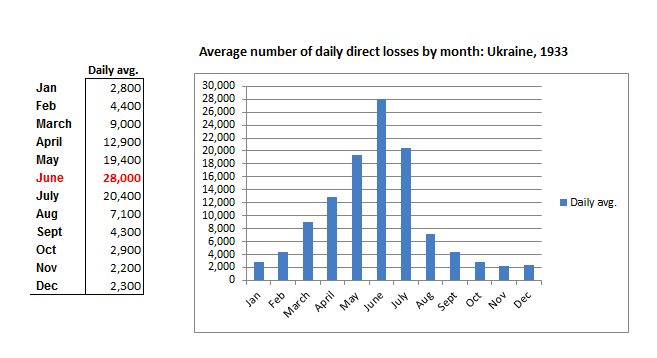 Average number of daily direct losses by month: Ukraine, 1933
Daily avg.
Jan 2,800
Feb 4,400
March 9,000
April 12,900
May 19,400
June 28,000
July 20,400
Aug 7,100
Sept 4,300
Oct 2,900
Nov 2,200
Dec 2,300
30,000
28,000
26,000
24,000
22,000
20,000
18,000
16,000
14,000
12,000
10,000
8,000
6,000
4,000
2,000
0
Jan Feb March April May June July Aug Sept Oct Nov Dec
Daily avg.